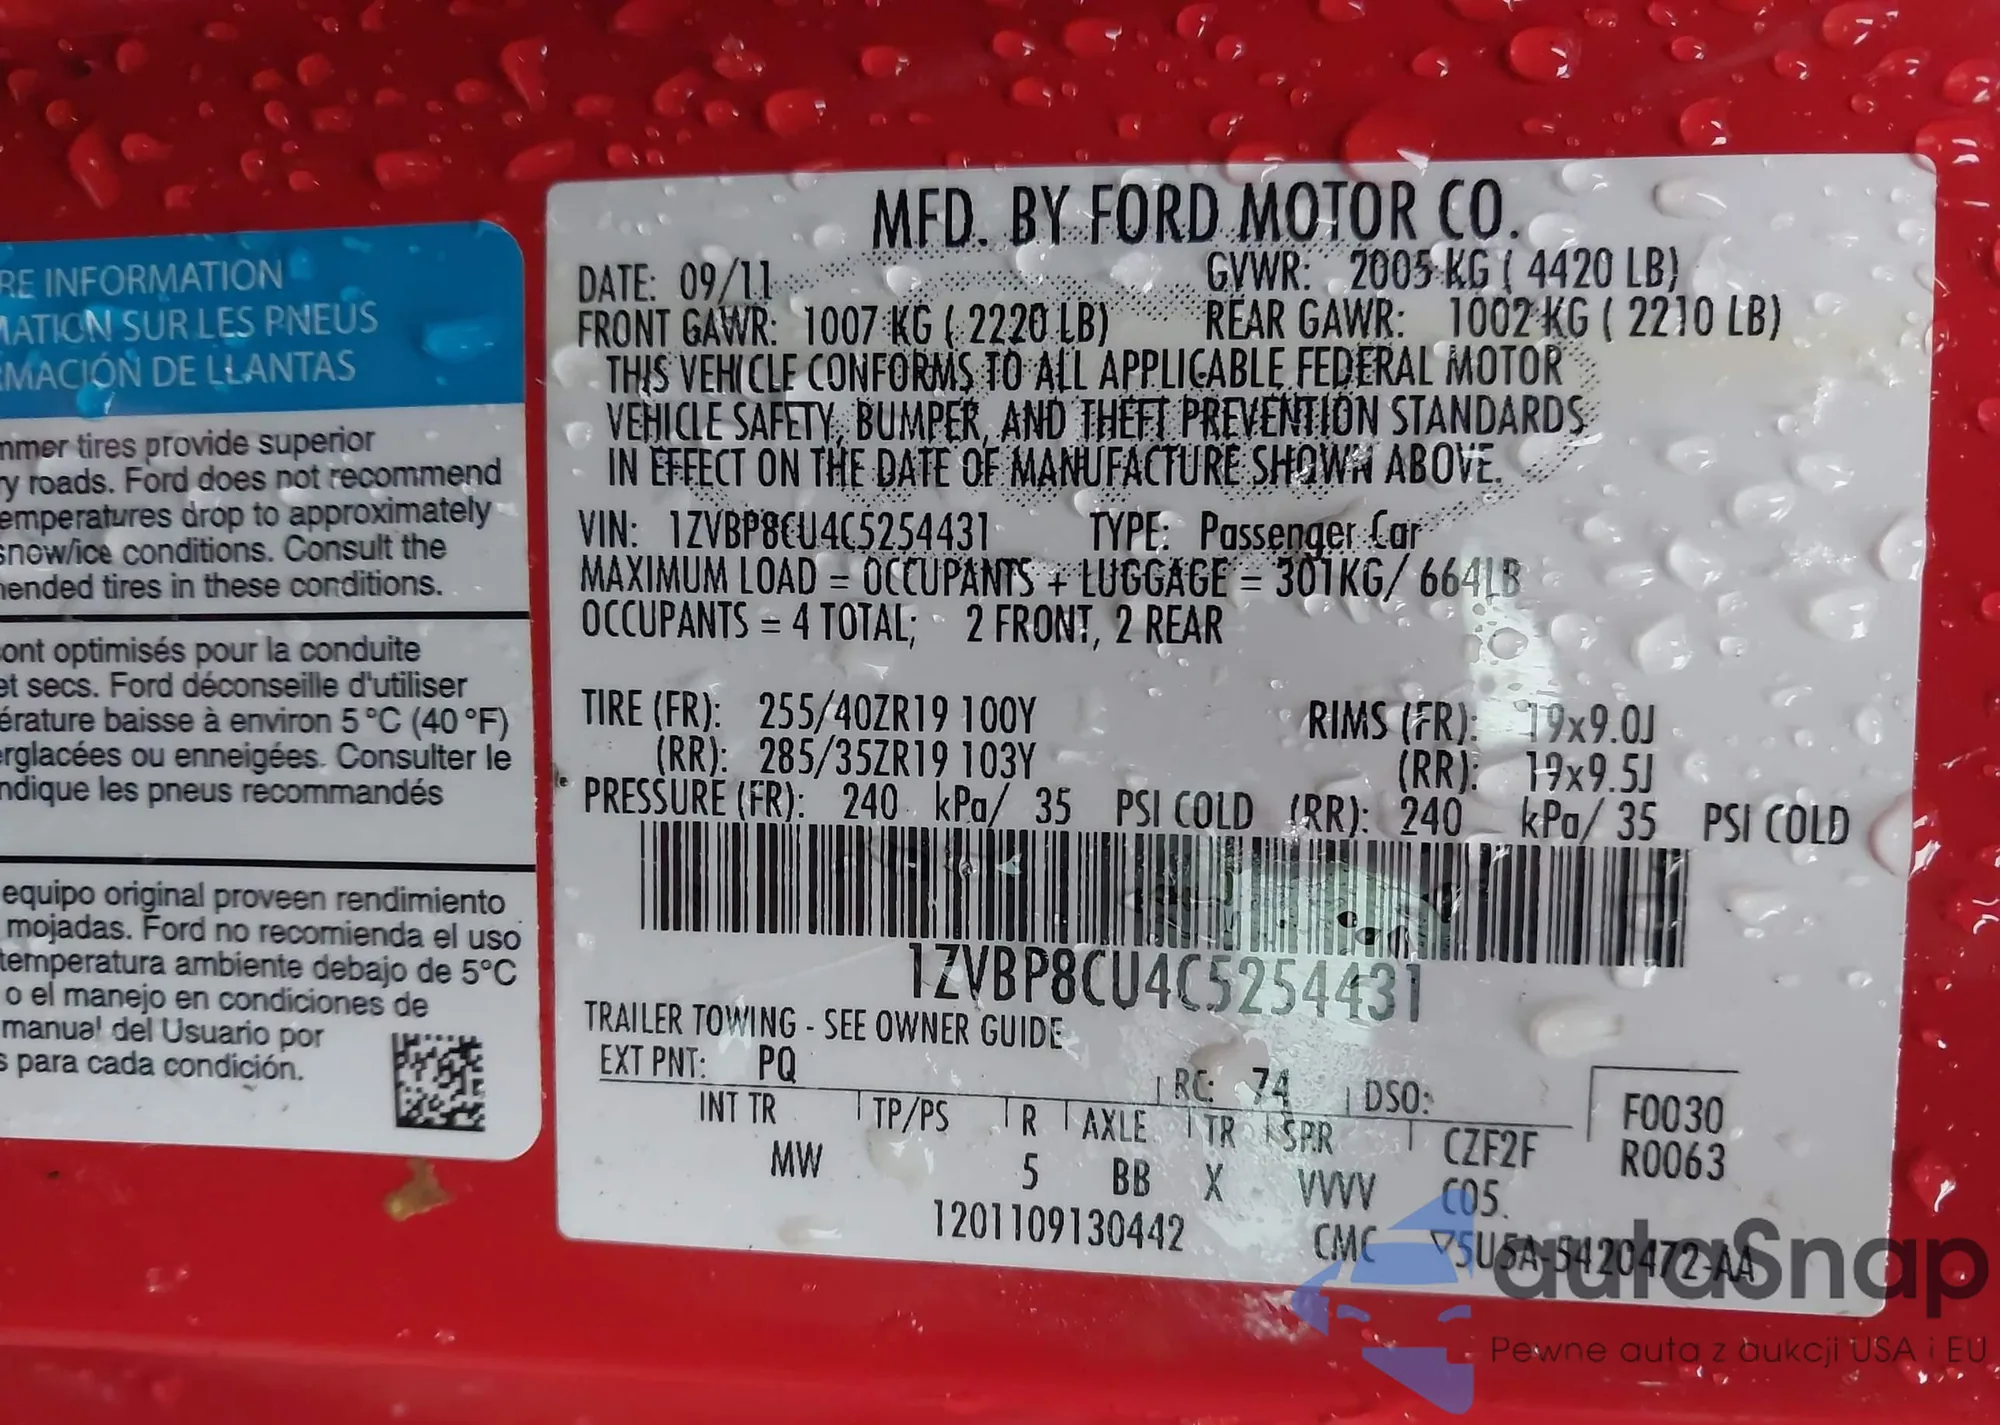 RE INFORMATION
MATION SUR LES PNEUS
RMACIÓN DE LLANTAS
mmer tires provide superior
ry roads. Ford does not recommend
emperatures drop to approximately
snow/ice conditions. Consult the
ended tires in these conditions.
ont optimisés pour la conduite
et secs. Ford déconseille d'utiliser
érature baisse à environ 5 °C (40 °F)
erglacées ou enneigées. Consulter le
ndique les pneus recommandés
equipo original proveen rendimiento
mojadas. Ford no recomienda el uso
temperatura ambiente debajo de 5°C
o el manejo en condiciones de
manual del Usuario por
s para cada condición.
MFD. BY FORD MOTOR CO.
DATE: 09/11 GVWR: 2005 KG ( 4420 LB)
FRONT GAWR: 1007 KG ( 2220 LB) REAR GAWR: 1002 KG ( 2210 LB)
THIS VEHICLE CONFORMS TO ALL APPLICABLE FEDERAL MOTOR
VEHICLE SAFETY, BUMPER, AND THEFT PREVENTION STANDARDS
IN EFFECT ON THE DATE OF MANUFACTURE SHOWN ABOVE.
VIN: 1ZVBP8CU4C5254431 TYPE: Passenger Car
MAXIMUM LOAD = OCCUPANTS + LUGGAGE = 301KG/ 664LB
OCCUPANTS = 4 TOTAL; 2 FRONT, 2 REAR
TIRE (FR): 255/40ZR19 100Y RIMS (FR): 19x9.0J
(RR): 285/35ZR19 103Y (RR): 19x9.5J
PRESSURE (FR): 240 kPa/ 35 PSI COLD (RR): 240 kPa/ 35 PSI COLD
1ZVBP8CU4C5254431
TRAILER TOWING - SEE OWNER GUIDE
EXT PNT: PQ RC: 74 DSO:
INT TR TP/PS R AXLE TR SPR CZF2F F0030
MW 5 BB X VVVV C05. R0063
1201109130442 CMC ▽5U5A-5420472-AA
autaSnap
Pewne auta z aukcji USA i EU